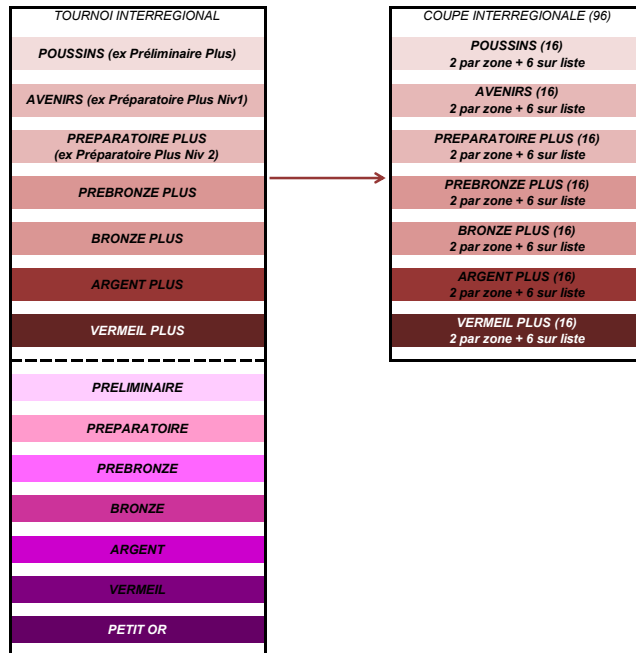 TOURNOI INTERREGIONAL
POUSSINS (ex Préliminaire Plus)
AVENIRS (ex Préparatoire Plus Niv1)
PREPARATOIRE PLUS
(ex Préparatoire Plus Niv 2)
PREBRONZE PLUS
BRONZE PLUS
ARGENT PLUS
VERMEIL PLUS
PRELIMINAIRE
PREPARATOIRE
PREBRONZE
BRONZE
ARGENT
VERMEIL
PETIT OR
COUPE INTERREGIONALE (96)
POUSSINS (16)
2 par zone + 6 sur liste
AVENIRS (16)
2 par zone + 6 sur liste
PREPARATOIRE PLUS (16)
2 par zone + 6 sur liste
PREBRONZE PLUS (16)
2 par zone + 6 sur liste
BRONZE PLUS (16)
2 par zone + 6 sur liste
ARGENT PLUS (16)
2 par zone + 6 sur liste
VERMEIL PLUS (16)
2 par zone + 6 sur liste